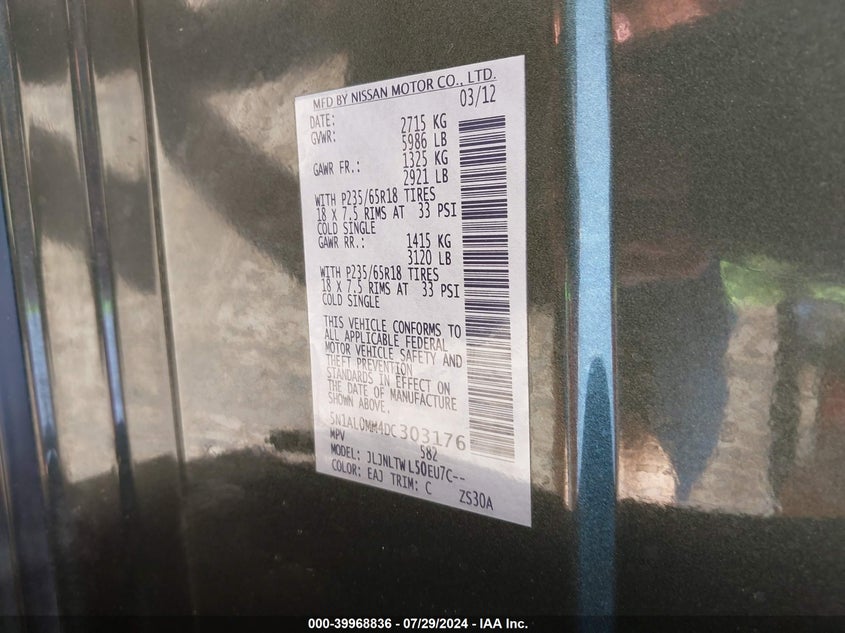 MFD BY NISSAN MOTOR CO., LTD.
DATE: 03/12
GVWR: 2715 KG
5986 LB
GAWR FR.: 1325 KG
2921 LB
WITH P235/65R18 TIRES
18 X 7.5 RIMS AT 33 PSI
COLD SINGLE
GAWR RR.: 1415 KG
3120 LB
WITH P235/65R18 TIRES
18 X 7.5 RIMS AT 33 PSI
COLD SINGLE
THIS VEHICLE CONFORMS TO
ALL APPLICABLE FEDERAL
MOTOR VEHICLE SAFETY AND
THEFT PREVENTION
STANDARDS IN EFFECT ON
THE DATE OF MANUFACTURE
SHOWN ABOVE.
5N1AL0MM4DC303176
MPV 582
MODEL: JLJNLTWL50EU7C--
COLOR: EAJ TRIM: C ZS30A
000-39968836 - 07/29/2024 - IAA Inc.